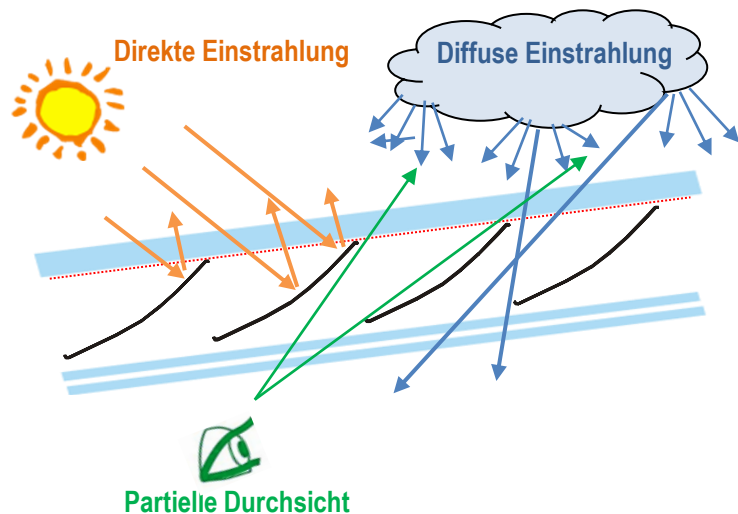 Direkte Einstrahlung
Diffuse Einstrahlung
Partielle Durchsicht